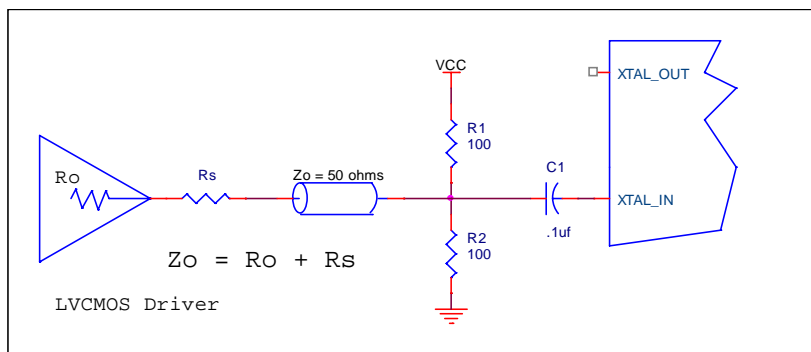 VCC
XTAL_OUT
R1
100
C1
Ro
Rs
Zo = 50 ohms
XTAL_IN
.1uf
R2
100
Zo = Ro + Rs
LVCMOS Driver